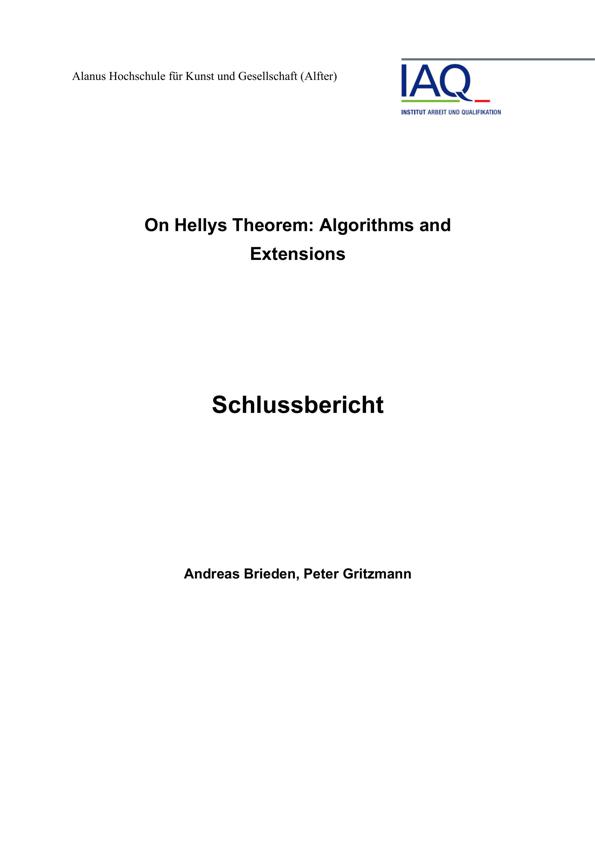 Alanus Hochschule für Kunst und Gesellschaft (Alfter)
IAQ
INSTITUT ARBEIT UND QUALIFIKATION
On Hellys Theorem: Algorithms and
Extensions
Schlussbericht
Andreas Brieden, Peter Gritzmann